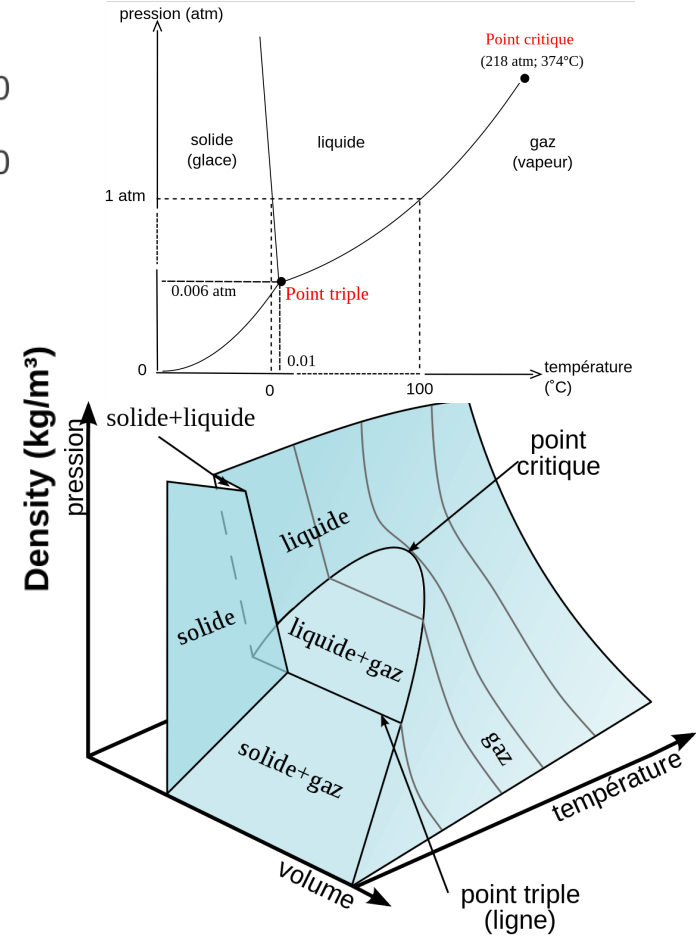 pression (atm)
Point critique
(218 atm; 374°C)
0
solide
(glace)
liquide
gaz
(vapeur)
0
1 atm
0.006 atm
Point triple
0.01
0
température
(˚C)
0
100
Density (kg/m³)
pression
solide+liquide
point
critique
liquide
solide
liquide+gaz
solide+gaz
gaz
température
volume
point triple
(ligne)